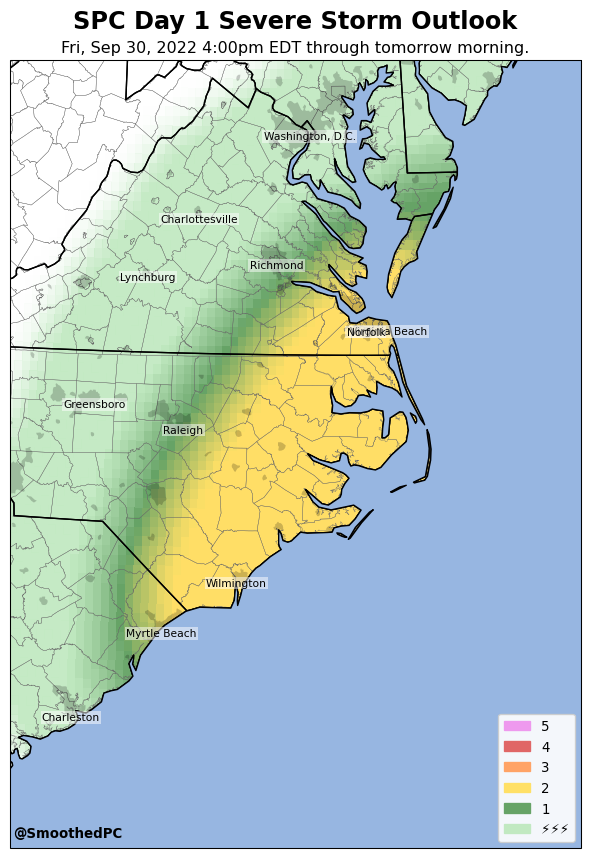 SPC Day 1 Severe Storm Outlook
Fri, Sep 30, 2022 4:00pm EDT through tomorrow morning.
Washington, D.C.
Charlottesville
Richmond
Lynchburg
Norfolk
Beach
Greensboro
Raleigh
Wilmington
Myrtle Beach
Charleston
5
4
3
2
1
⚡⚡⚡
@SmoothedPC